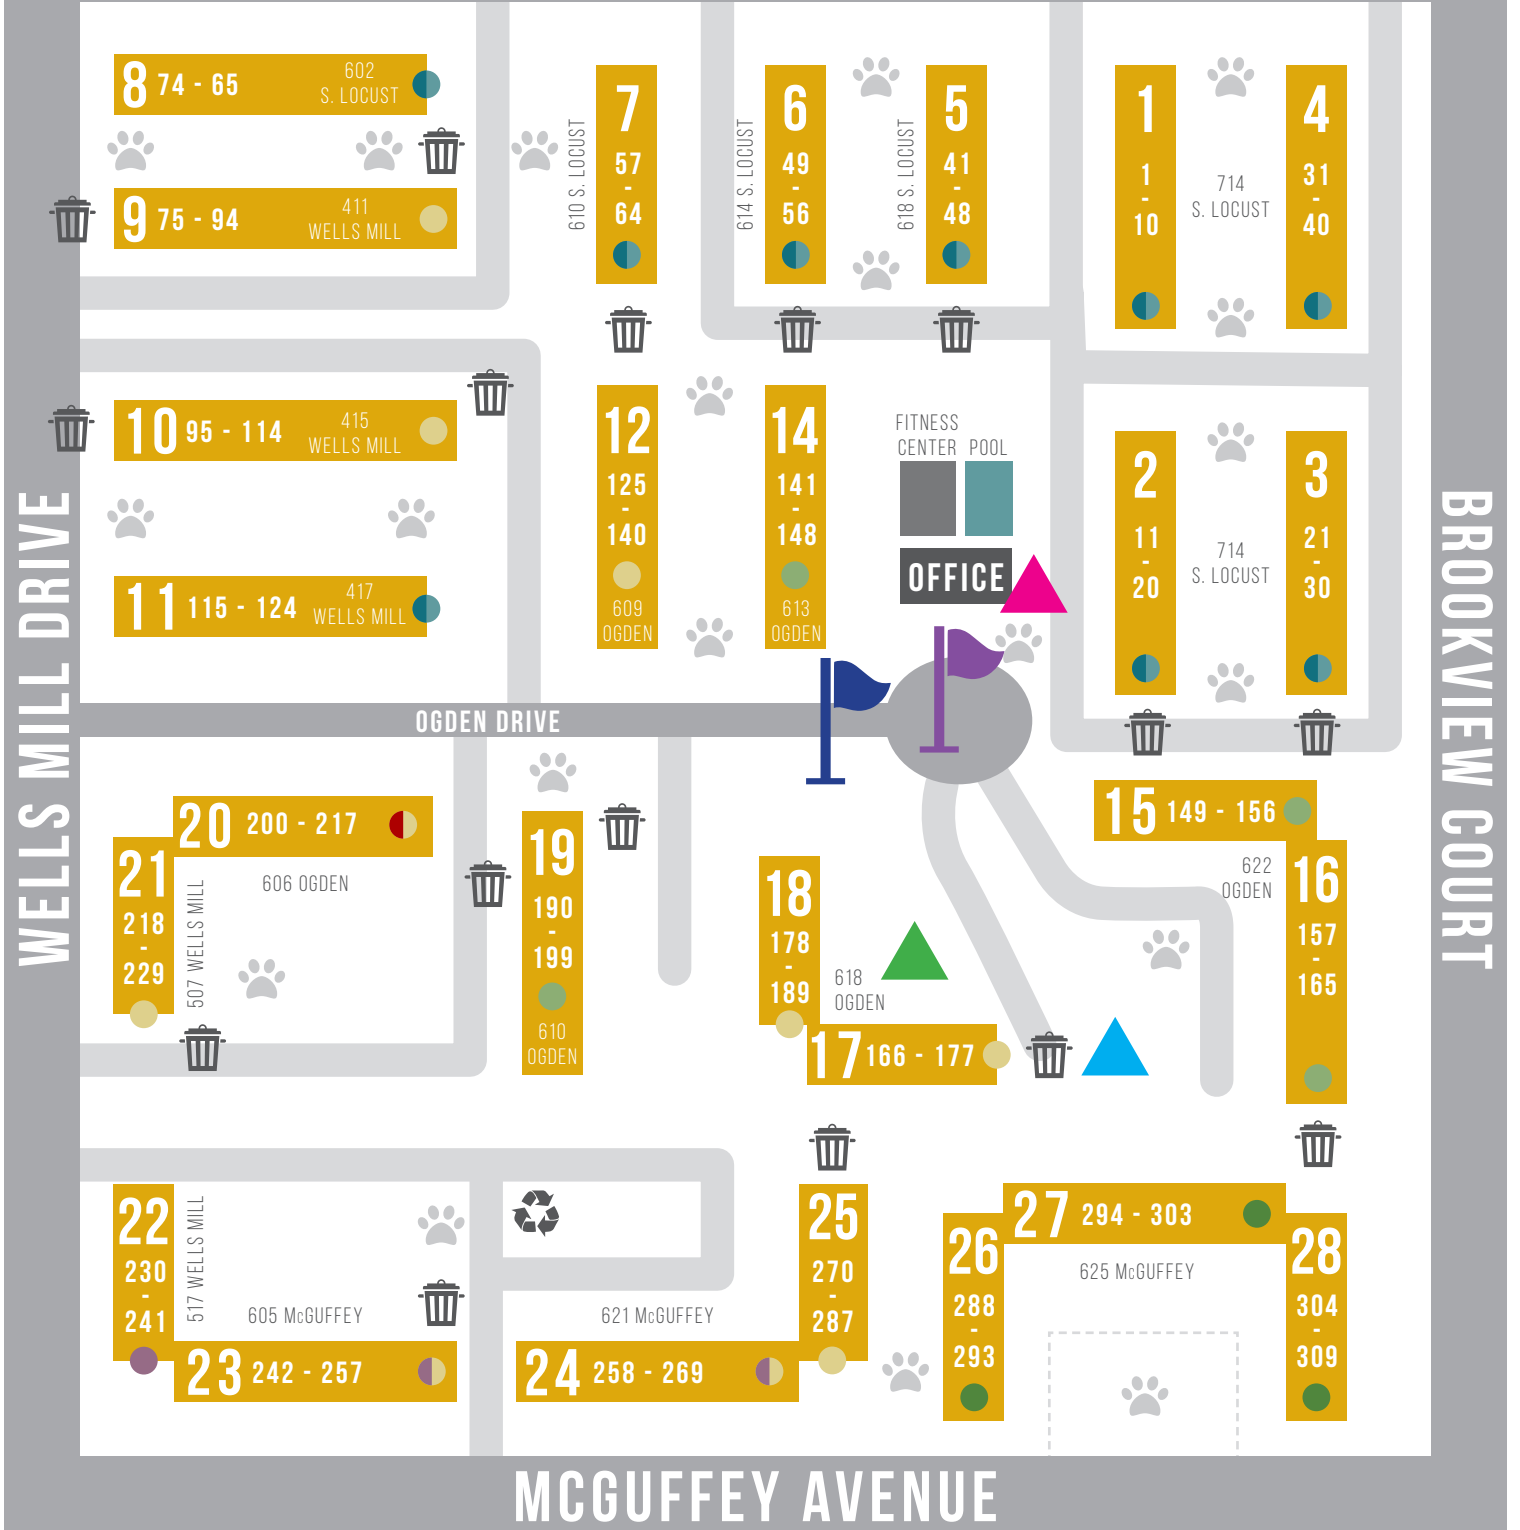 8 74 - 65
602
S. LOCUST
9 75 - 94
411
WELLS MILL
7
57
-
64
610 S. LOCUST
6
49
-
56
614 S. LOCUST
5
41
-
48
618 S. LOCUST
1
1
-
10
714
S. LOCUST
4
31
-
40
10 95 - 114
415
WELLS MILL
11 115 - 124
417
WELLS MILL
12
125
-
140
609
OGDEN
14
141
-
148
613
OGDEN
FITNESS
CENTER
POOL
OFFICE
2
11
-
20
714
S. LOCUST
3
21
-
30
WELLS MILL DRIVE
BROOKVIEW COURT
OGDEN DRIVE
20 200 - 217
606 OGDEN
21
218
-
229
507 WELLS MILL
19
190
-
199
610
OGDEN
18
178
-
189
618
OGDEN
17 166 - 177
15 149 - 156
622
OGDEN
16
157
-
165
22
230
-
241
517 WELLS MILL
605 McGUFFEY
23 242 - 257
621 McGUFFEY
24 258 - 269
25
270
-
287
26
288
-
293
27 294 - 303
625 McGUFFEY
28
304
-
309
MCGUFFEY AVENUE